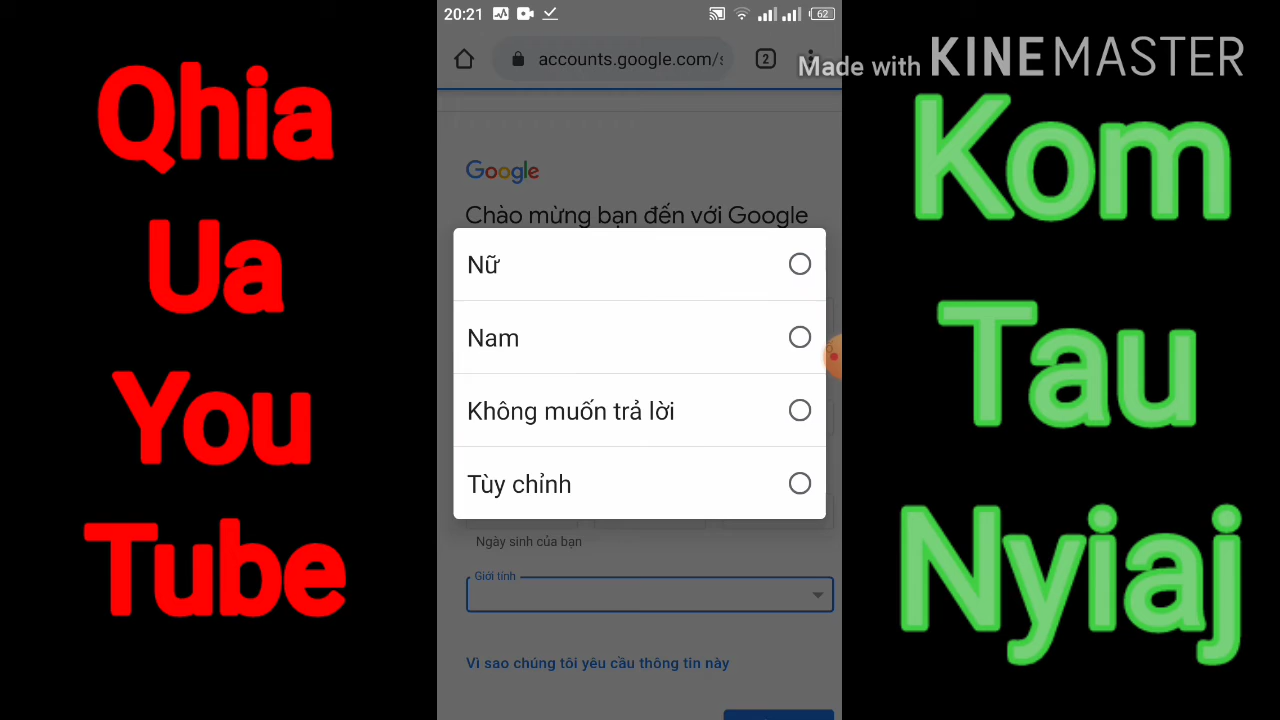 Qhia
Ua
You
Tube
20:21
62
accounts.google.com/s
2
Made with KINEMASTER
Google
Chào mừng bạn đến với Google
Nữ
Nam
Không muốn trả lời
Tùy chỉnh
Ngày sinh của bạn
Giới tính
Vì sao chúng tôi yêu cầu thông tin này
Kom
Tau
Nyiaj